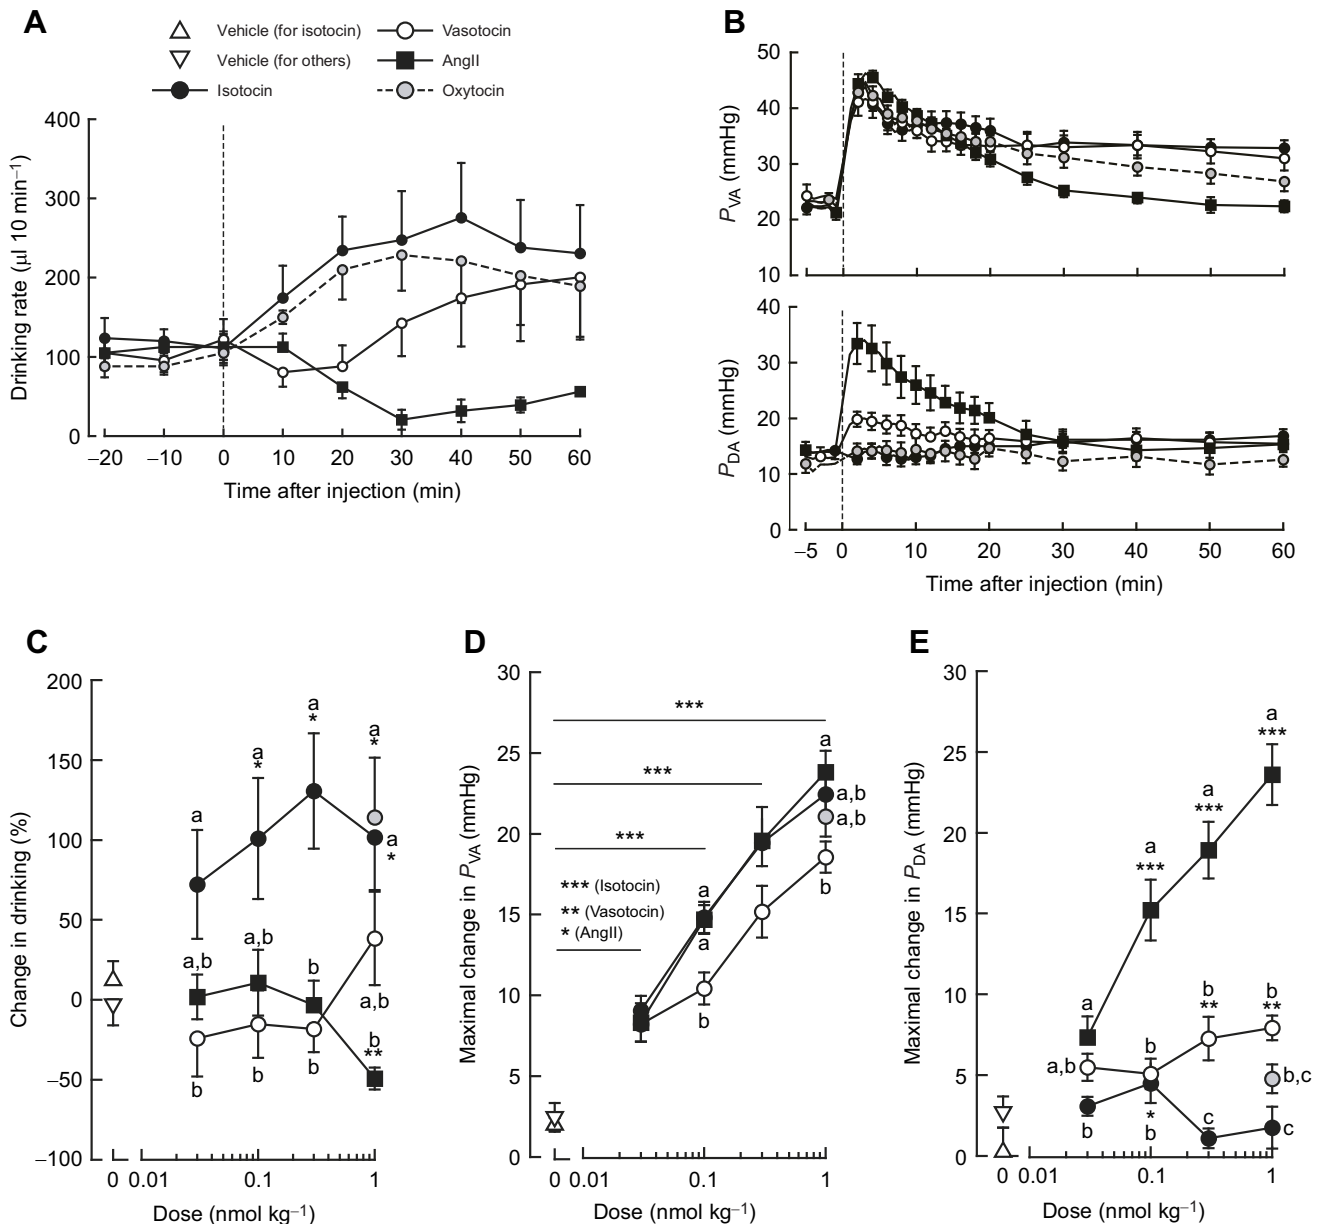 A
Vehicle (for isotocin)
Vasotocin
Vehicle (for others)
AngII
Isotocin
Oxytocin
400
300
200
100
0
Drinking rate (µl 10 min–1)
–20 –10 0 10 20 30 40 50 60
Time after injection (min)
B
50
40
30
20
10
PVA (mmHg)
40
30
20
10
0
PDA (mmHg)
–5 0 10 20 30 40 50 60
Time after injection (min)
C
200
150
100
50
0
–50
–100
Change in drinking (%)
a
a
*
a
*
a
*
a
*
a,b
a,b
b
a,b
b
**
b
b
b
0 0.01 0.1 1
Dose (nmol kg–1)
D
30
25
20
15
10
5
0
Maximal change in PVA (mmHg)
***
***
***
*** (Isotocin)
** (Vasotocin)
* (AngII)
a
a,b
a,b
b
a
a
b
0 0.01 0.1 1
Dose (nmol kg–1)
E
30
25
20
15
10
5
0
Maximal change in PDA (mmHg)
a
***
a
***
a
***
a
b
**
b
**
b
a,b
b,c
b
*
b
c
c
0 0.01 0.1 1
Dose (nmol kg–1)